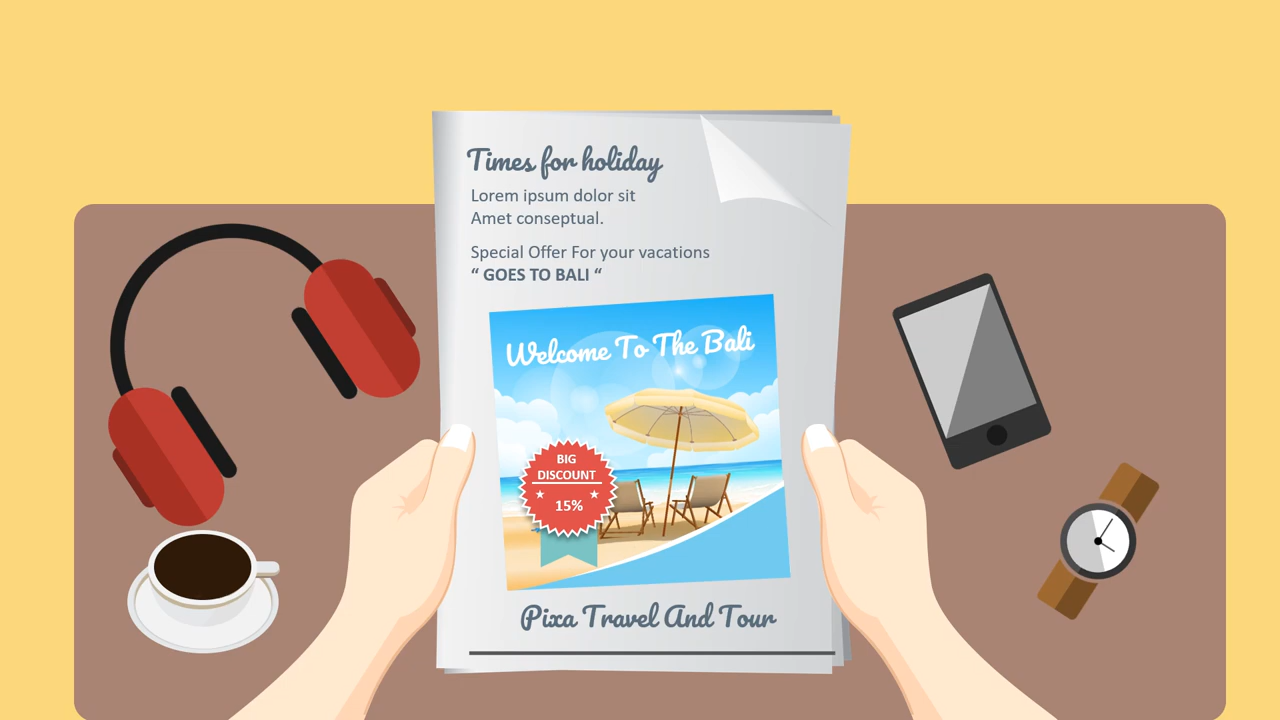 Times for holiday
Lorem ipsum dolor sit
Amet conseptual.
Special Offer For your vacations
“ GOES TO BALI “
Welcome To The Bali
BIG
DISCOUNT
15%
Pixa Travel And Tour